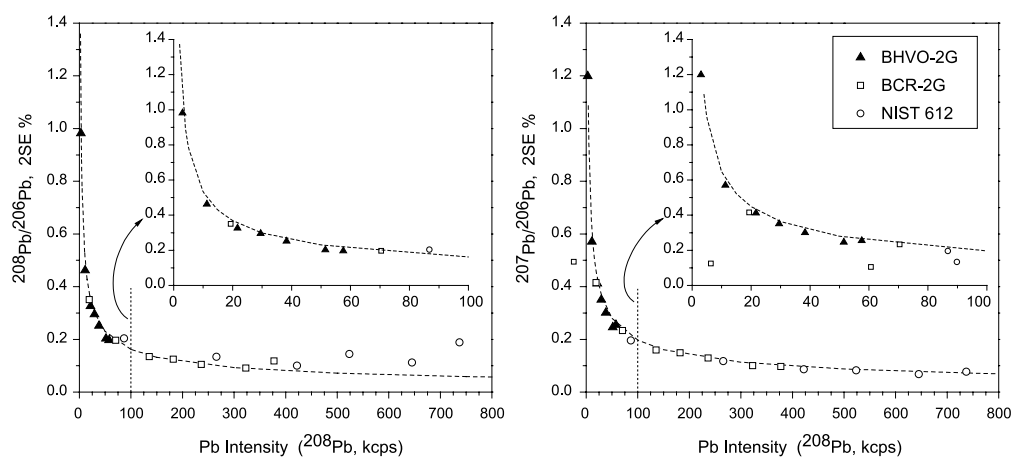 ²⁰⁸Pb/²⁰⁶Pb, 2SE %
1.4
1.2
1.0
0.8
0.6
0.4
0.2
0.0
0 100 200 300 400 500 600 700 800
Pb Intensity (²⁰⁸Pb, kcps)
1.4
1.2
1.0
0.8
0.6
0.4
0.2
0.0
0 20 40 60 80 100
²⁰⁷Pb/²⁰⁶Pb, 2SE %
1.4
1.2
1.0
0.8
0.6
0.4
0.2
0.0
0 100 200 300 400 500 600 700 800
Pb Intensity (²⁰⁸Pb, kcps)
1.4
1.2
1.0
0.8
0.6
0.4
0.2
0.0
0 20 40 60 80 100
BHVO-2G
BCR-2G
NIST 612